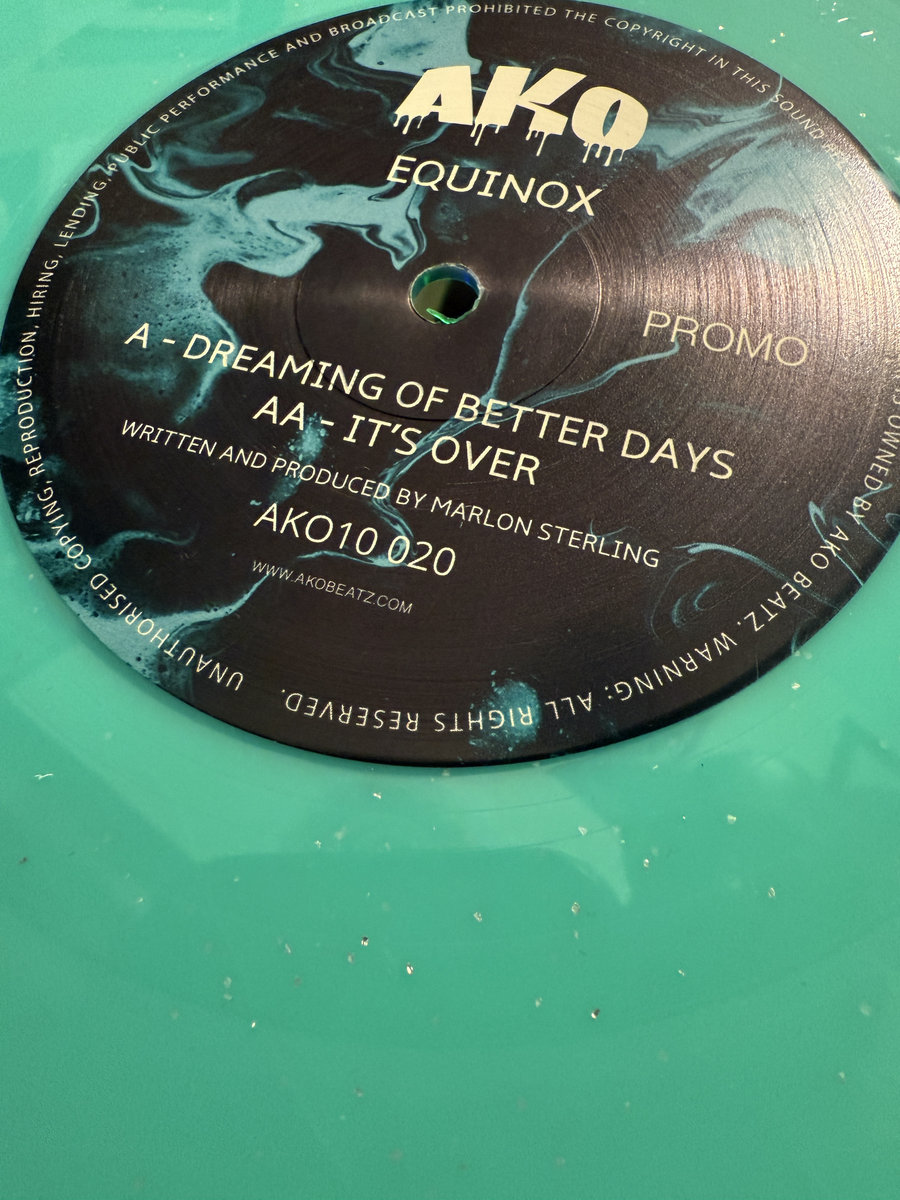 AKO
EQUINOX
PROMO
A - DREAMING OF BETTER DAYS
AA - IT'S OVER
WRITTEN AND PRODUCED BY MARLON STERLING
AKO10 020
WWW.AKOBEATZ.COM
UNAUTHORISED COPYING, REPRODUCTION, HIRING, LENDING, PUBLIC PERFORMANCE AND BROADCAST PROHIBITED THE COPYRIGHT IN THIS SOUND
OWNED BY AKO BEATZ. WARNING: ALL RIGHTS RESERVED.